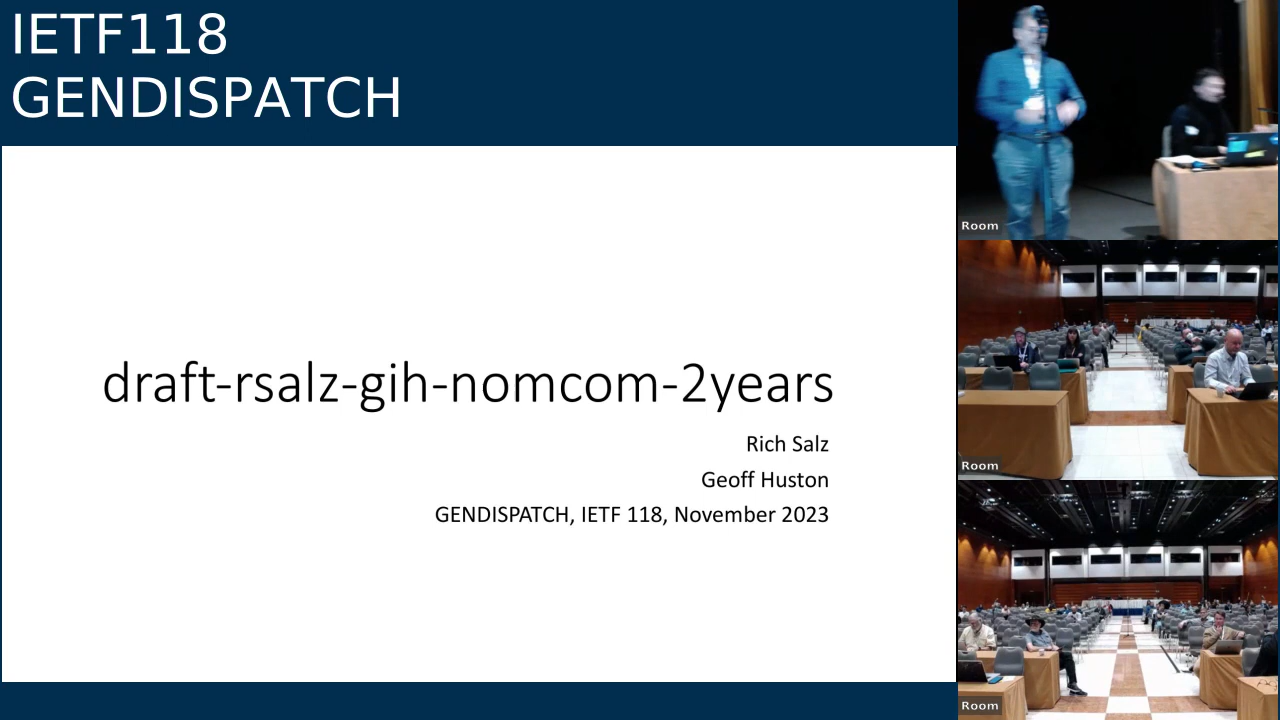 IETF118
GENDISPATCH
draft-rsalz-gih-nomcom-2years
Rich Salz
Geoff Huston
GENDISPATCH, IETF 118, November 2023
Room
Room
Room